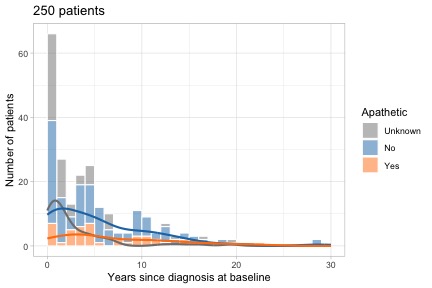 250 patients
60
40
20
0
Number of patients
0
10
20
30
Years since diagnosis at baseline
Apathetic
Unknown
No
Yes